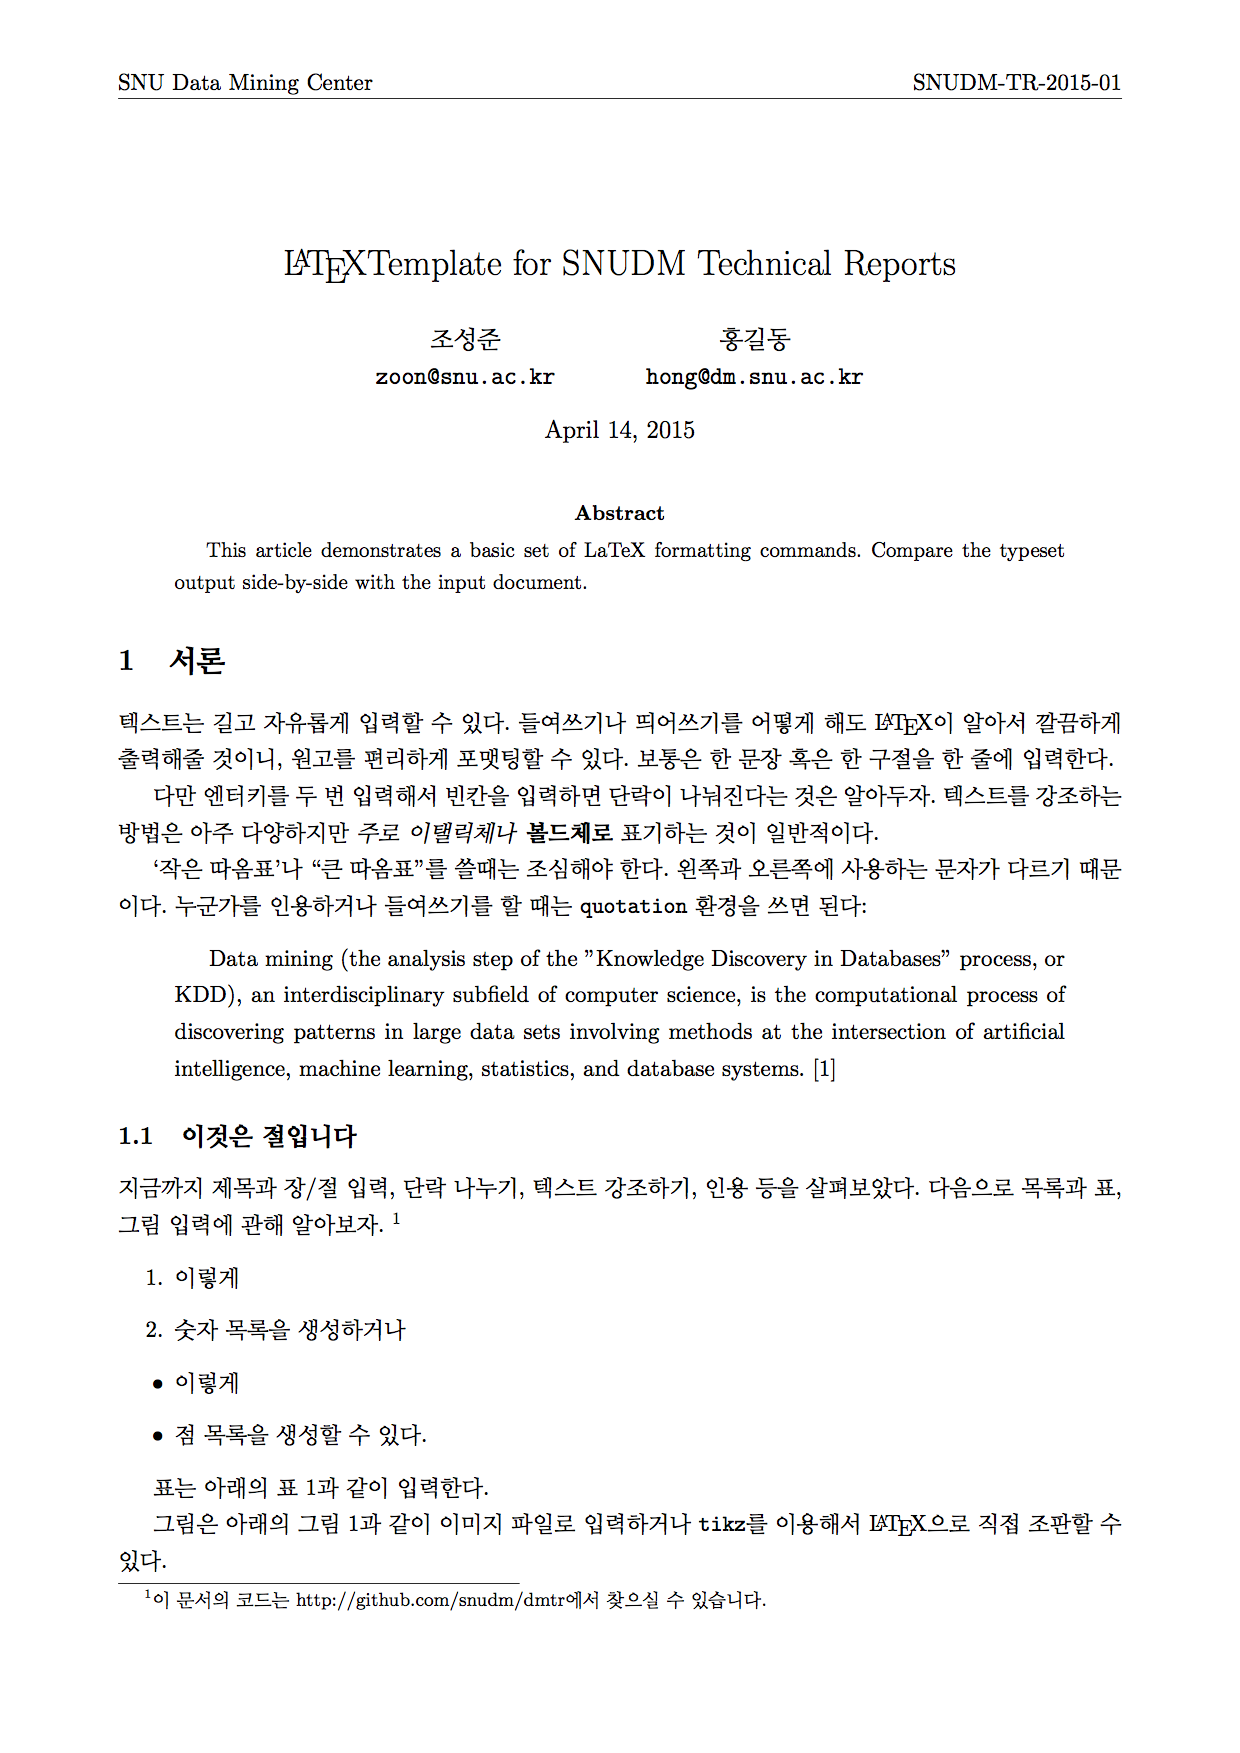 SNU Data Mining Center SNUDM-TR-2015-01
LATEXTemplate for SNUDM Technical Reports
조성준 홍길동
zoon@snu.ac.kr hong@dm.snu.ac.kr
April 14, 2015
Abstract
This article demonstrates a basic set of LaTeX formatting commands. Compare the typeset
output side-by-side with the input document.
1 서론
텍스트는 길고 자유롭게 입력할 수 있다. 들여쓰기나 띄어쓰기를 어떻게 해도 LATEX이 알아서 깔끔하게
출력해줄 것이니, 원고를 편리하게 포맷팅할 수 있다. 보통은 한 문장 혹은 한 구절을 한 줄에 입력한다.
다만 엔터키를 두 번 입력해서 빈칸을 입력하면 단락이 나눠진다는 것은 알아두자. 텍스트를 강조하는
방법은 아주 다양하지만 주로 이탤릭체나 볼드체로 표기하는 것이 일반적이다.
‘작은 따옴표’나 “큰 따옴표”를 쓸때는 조심해야 한다. 왼쪽과 오른쪽에 사용하는 문자가 다르기 때문
이다. 누군가를 인용하거나 들여쓰기를 할 때는 quotation 환경을 쓰면 된다:
Data mining (the analysis step of the ”Knowledge Discovery in Databases” process, or
KDD), an interdisciplinary subfield of computer science, is the computational process of
discovering patterns in large data sets involving methods at the intersection of artificial
intelligence, machine learning, statistics, and database systems. [1]
1.1 이것은 절입니다
지금까지 제목과 장/절 입력, 단락 나누기, 텍스트 강조하기, 인용 등을 살펴보았다. 다음으로 목록과 표,
그림 입력에 관해 알아보자. 1
1. 이렇게
2. 숫자 목록을 생성하거나
• 이렇게
• 점 목록을 생성할 수 있다.
표는 아래의 표 1과 같이 입력한다.
그림은 아래의 그림 1과 같이 이미지 파일로 입력하거나 tikz를 이용해서 LATEX으로 직접 조판할 수
있다.
1이 문서의 코드는 http://github.com/snudm/dmtr에서 찾으실 수 있습니다.